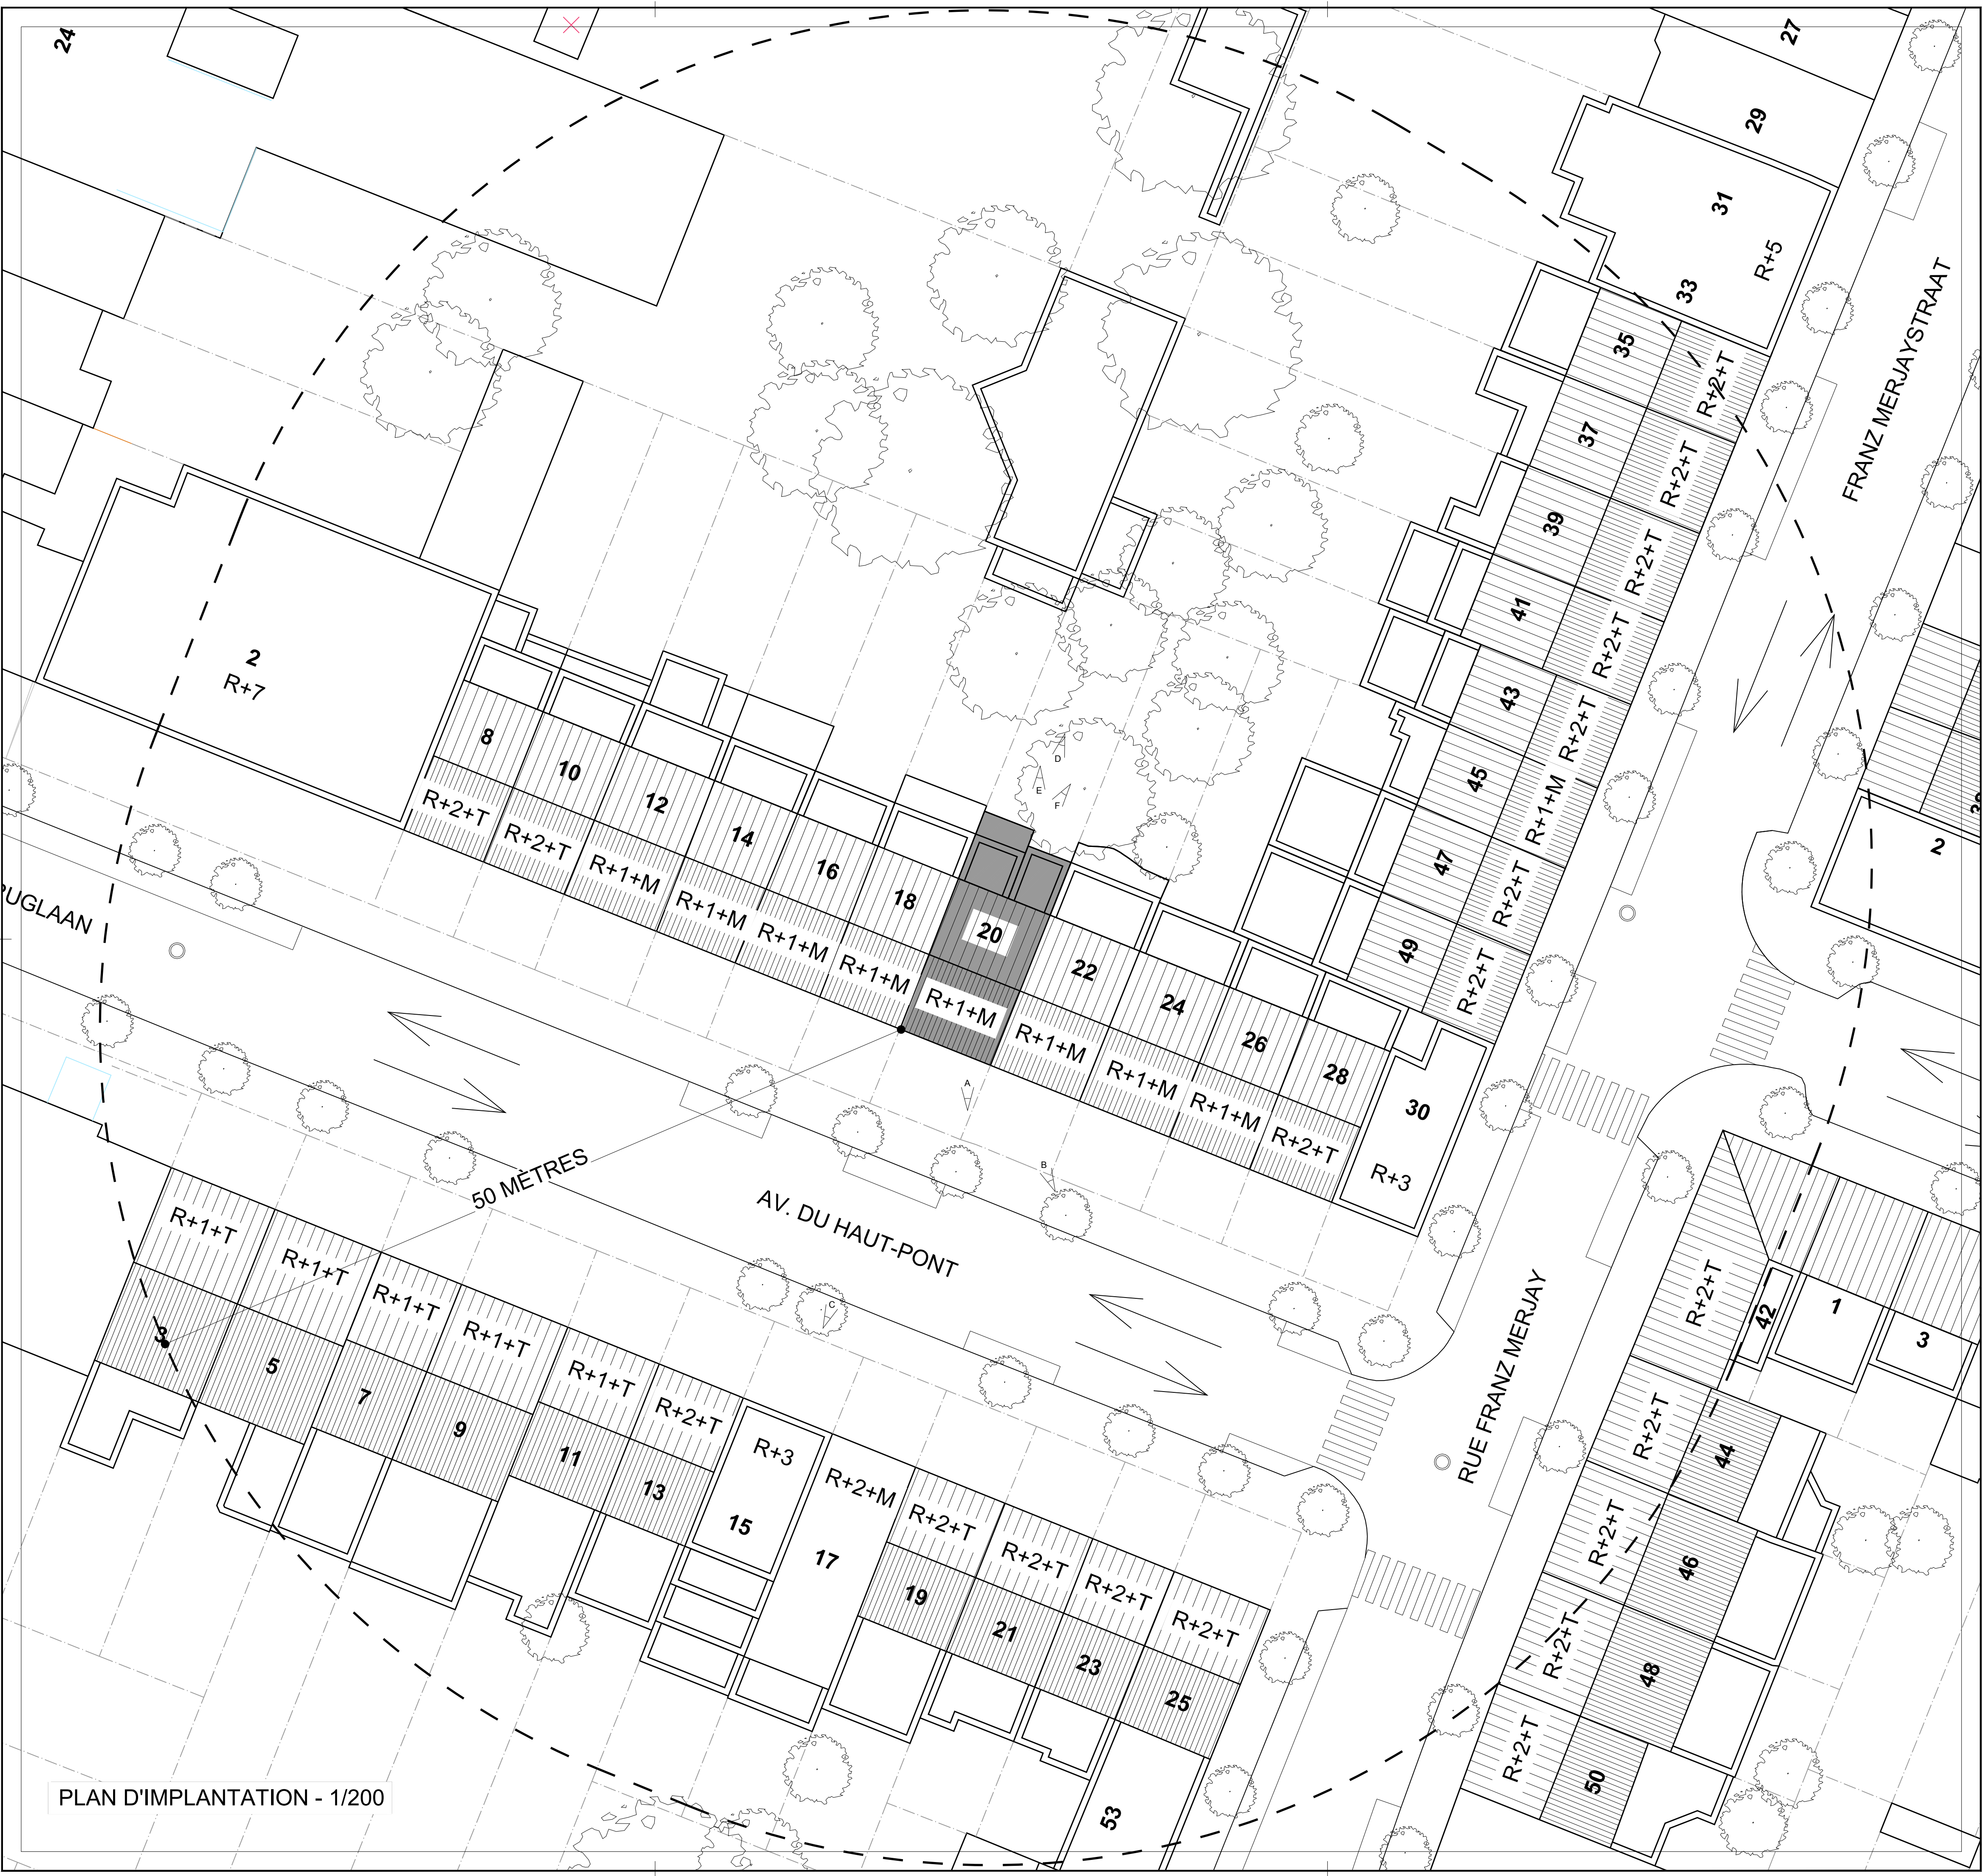 24
27
29
31
R+5
33
FRANZ MERJAYSTRAAT
35
R+2+T
37
R+2+T
39
R+2+T
41
R+2+T
43
R+2+T
45
R+1+M
47
R+2+T
49
R+2+T
2
R+7
8
R+2+T
10
R+2+T
12
R+1+M
14
R+1+M
16
R+1+M
18
R+1+M
20
R+1+M
22
R+1+M
24
R+1+M
26
R+1+M
28
R+2+T
30
R+3
D
E
F
A
B
C
2
50 MÈTRES
AV. DU HAUT-PONT
RUE FRANZ MERJAY
R+1+T
3
R+1+T
5
R+1+T
7
R+1+T
9
R+1+T
11
R+2+T
13
R+3
15
R+2+M
17
R+2+T
19
R+2+T
21
R+2+T
23
R+2+T
25
53
R+2+T
42
1
3
R+2+T
44
R+2+T
46
R+2+T
48
R+2+T
50
PLAN D'IMPLANTATION - 1/200